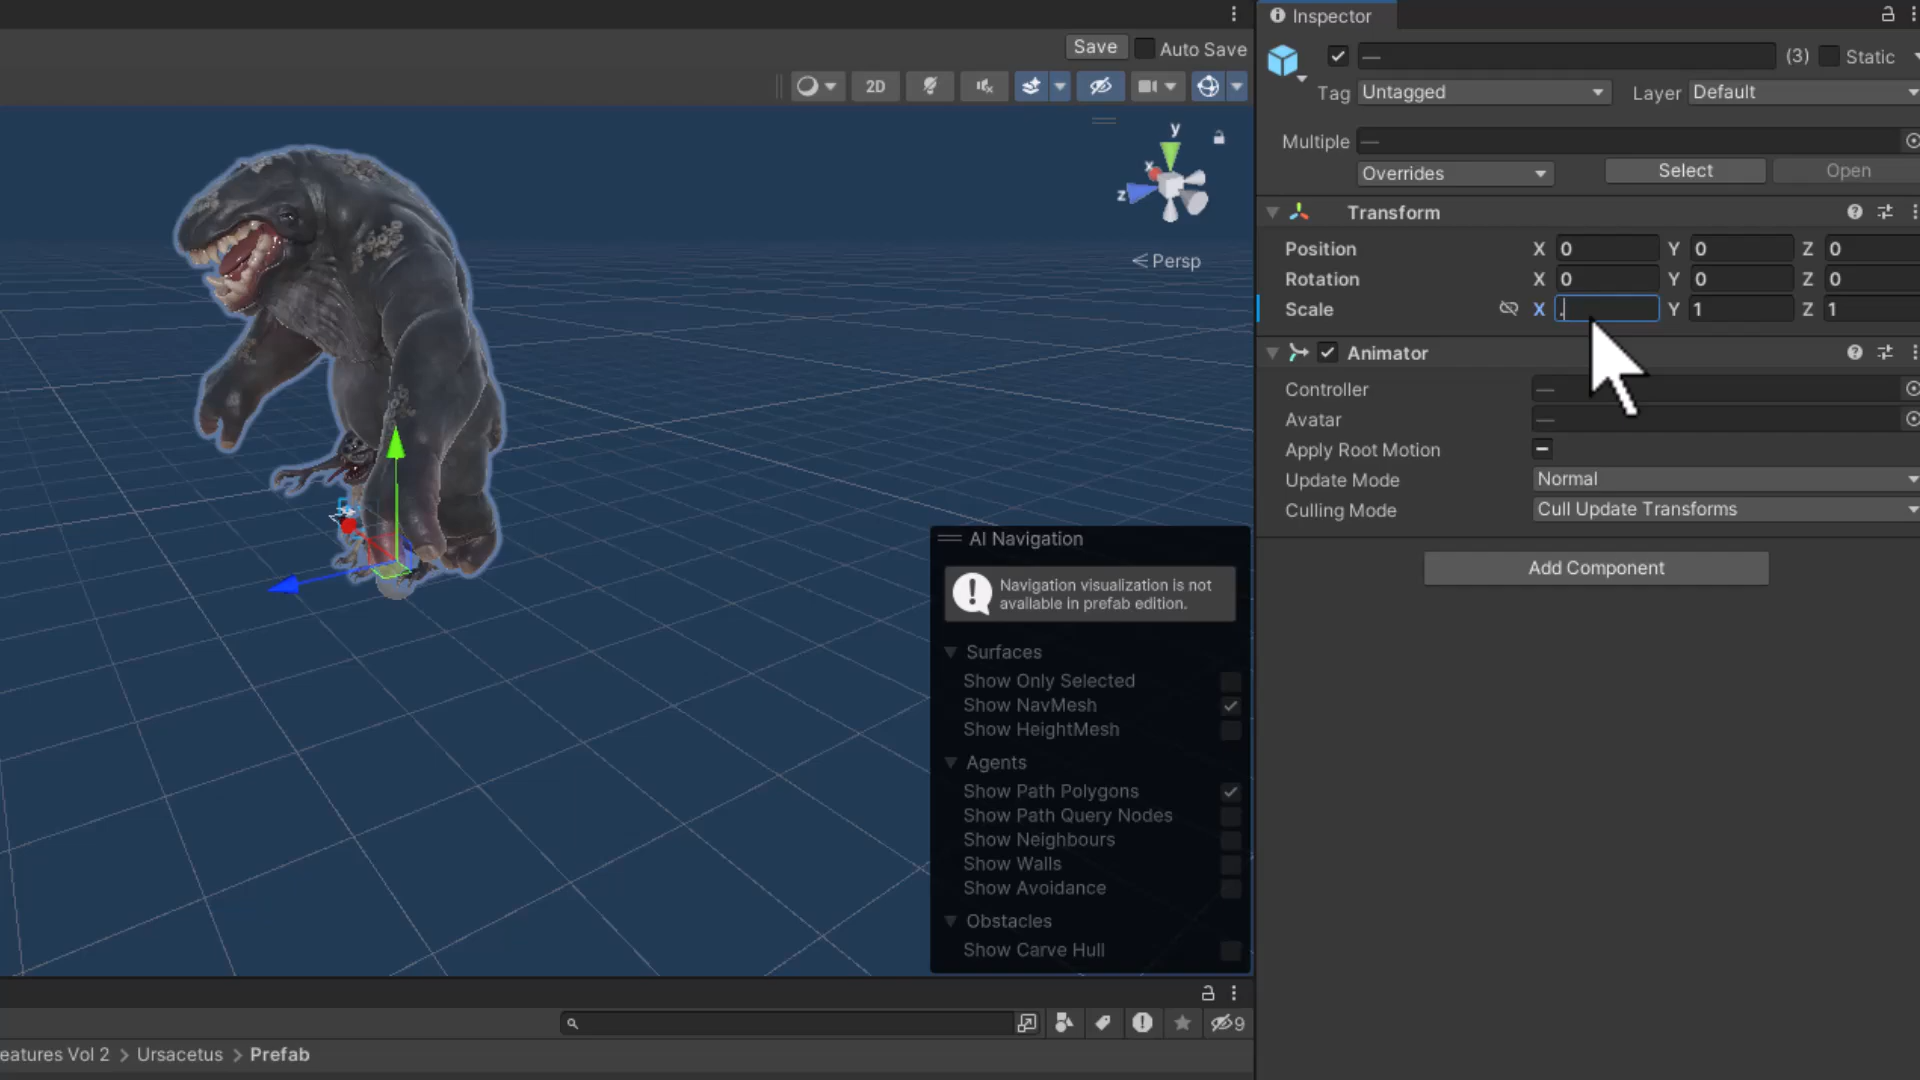 Inspector
Save
Auto Save
—
(3)
Static
2D
Tag
Untagged
Layer
Default
y
x
z
Persp
Multiple
—
Overrides
Select
Open
Transform
Position
X 0 Y 0 Z 0
Rotation
X 0 Y 0 Z 0
Scale
X . Y 1 Z 1
Animator
Controller
—
Avatar
—
Apply Root Motion
Update Mode
Normal
Culling Mode
Cull Update Transforms
Add Component
AI Navigation
Navigation visualization is not
available in prefab edition.
Surfaces
Show Only Selected
Show NavMesh
Show HeightMesh
Agents
Show Path Polygons
Show Path Query Nodes
Show Neighbours
Show Walls
Show Avoidance
Obstacles
Show Carve Hull
9
eatures Vol 2 > Ursacetus > Prefab